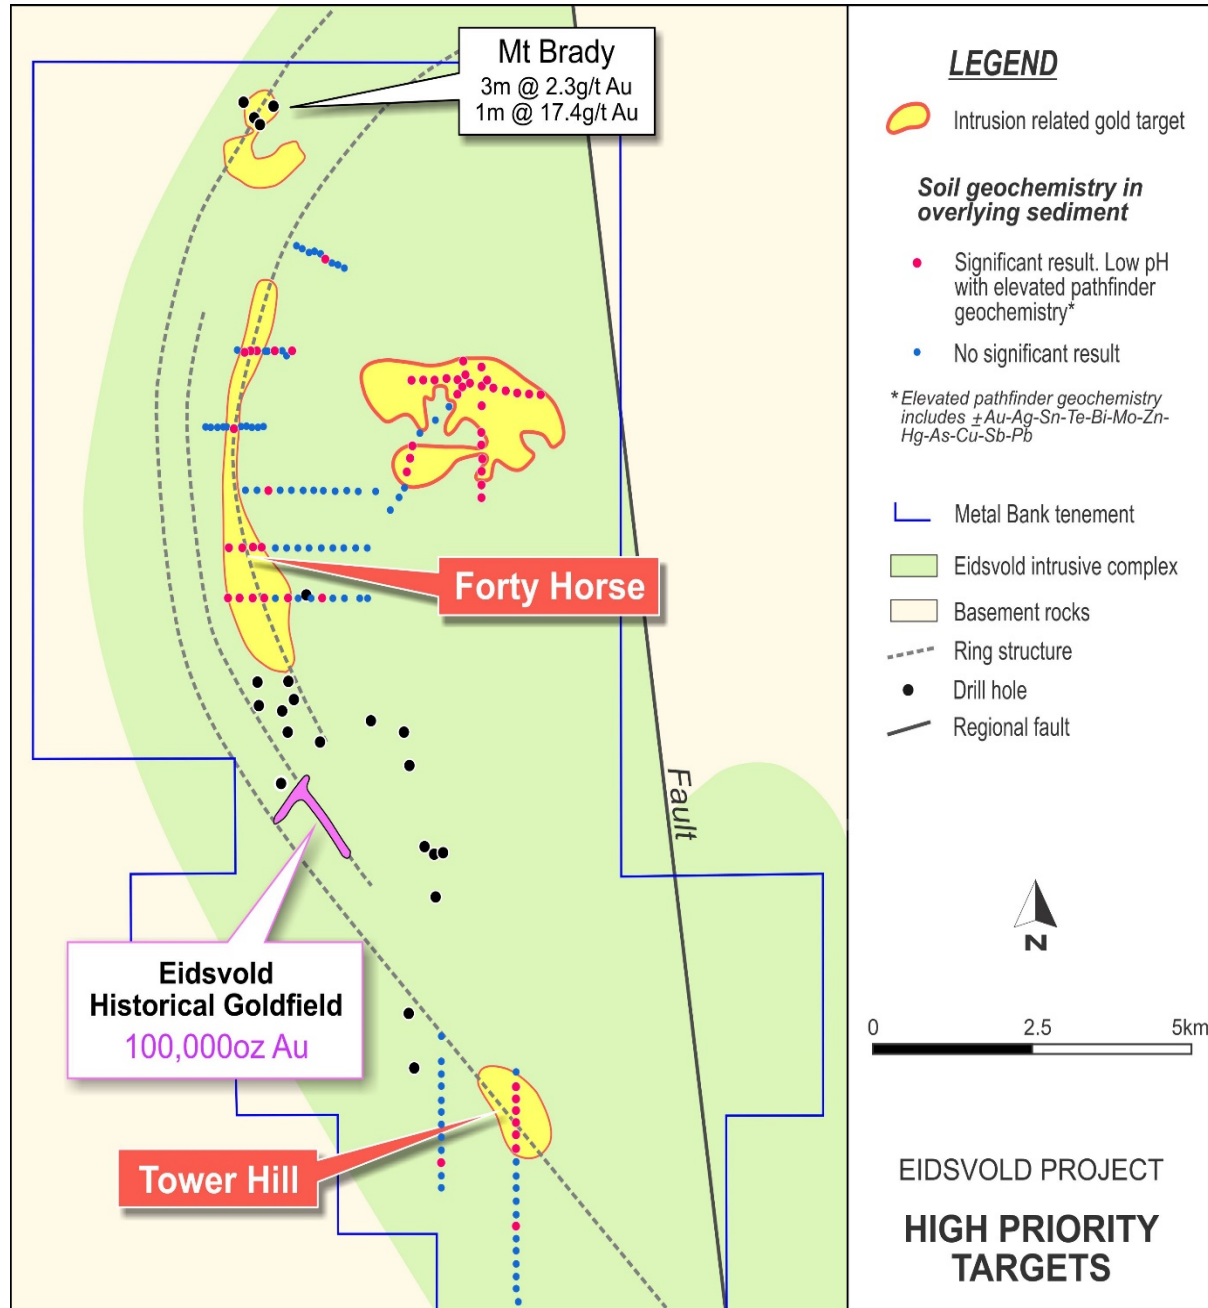 Mt Brady
3m @ 2.3g/t Au
1m @ 17.4g/t Au
Forty Horse
Fault
Eidsvold
Historical Goldfield
100,000oz Au
Tower Hill
LEGEND
Intrusion related gold target
Soil geochemistry in
overlying sediment
Significant result. Low pH
with elevated pathfinder
geochemistry*
No significant result
*Elevated pathfinder geochemistry
includes ±Au-Ag-Sn-Te-Bi-Mo-Zn-
Hg-As-Cu-Sb-Pb
Metal Bank tenement
Eidsvold intrusive complex
Basement rocks
Ring structure
Drill hole
Regional fault
N
0 2.5 5km
EIDSVOLD PROJECT
HIGH PRIORITY
TARGETS